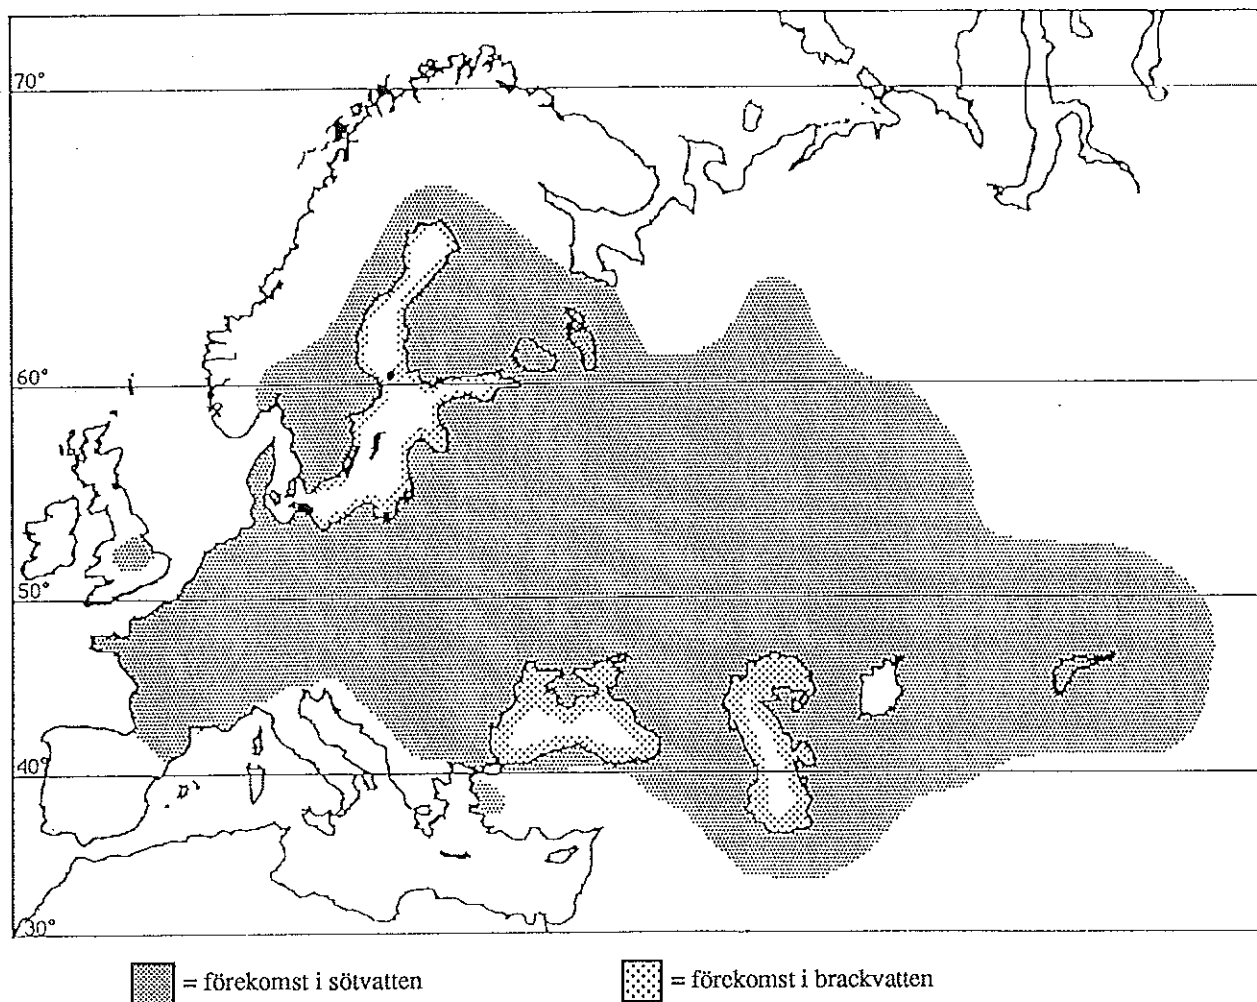 70°
60°
50°
40°
30°
= förekomst i sötvatten
= förekomst i brackvatten